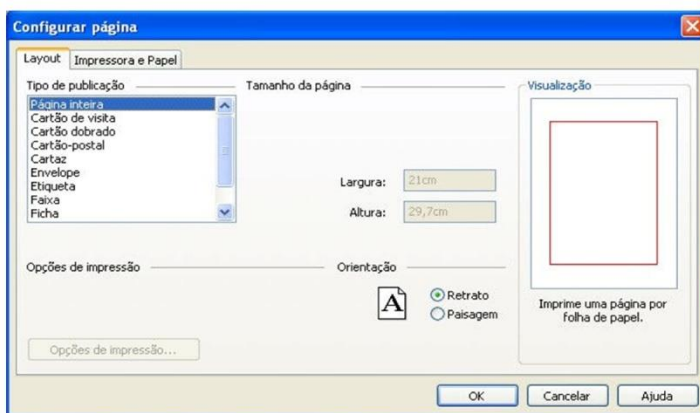 Configurar página
Layout
Impressora e Papel
Tipo de publicação
Página inteira
Cartão de visita
Cartão dobrado
Cartão-postal
Cartaz
Envelope
Etiqueta
Faixa
Ficha
Tamanho da página
Largura: 21cm
Altura: 29,7cm
Visualização
Imprime uma página por
folha de papel.
Opções de impressão
Opções de impressão...
Orientação
A
Retrato
Paisagem
OK
Cancelar
Ajuda